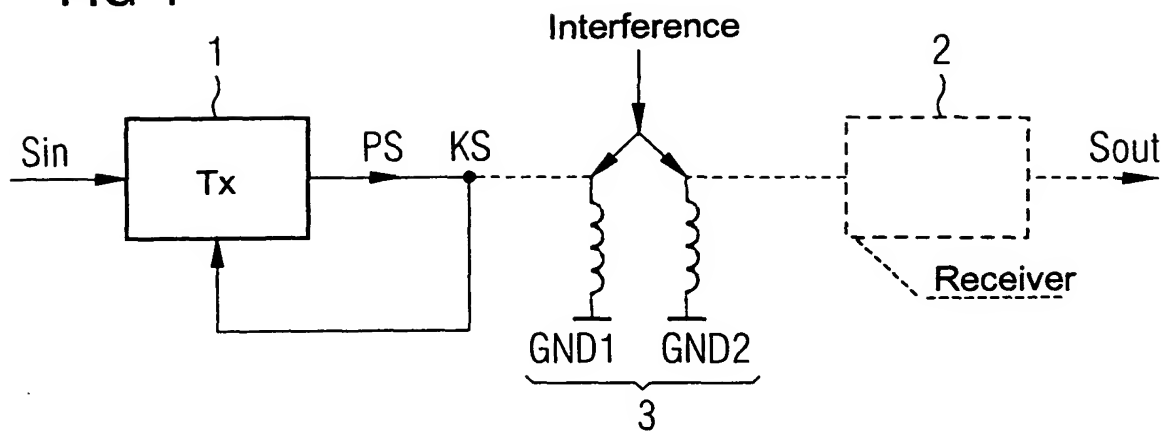 Interference
1
2
Sin
Tx
PS
KS
Sout
Receiver
GND1
GND2
3